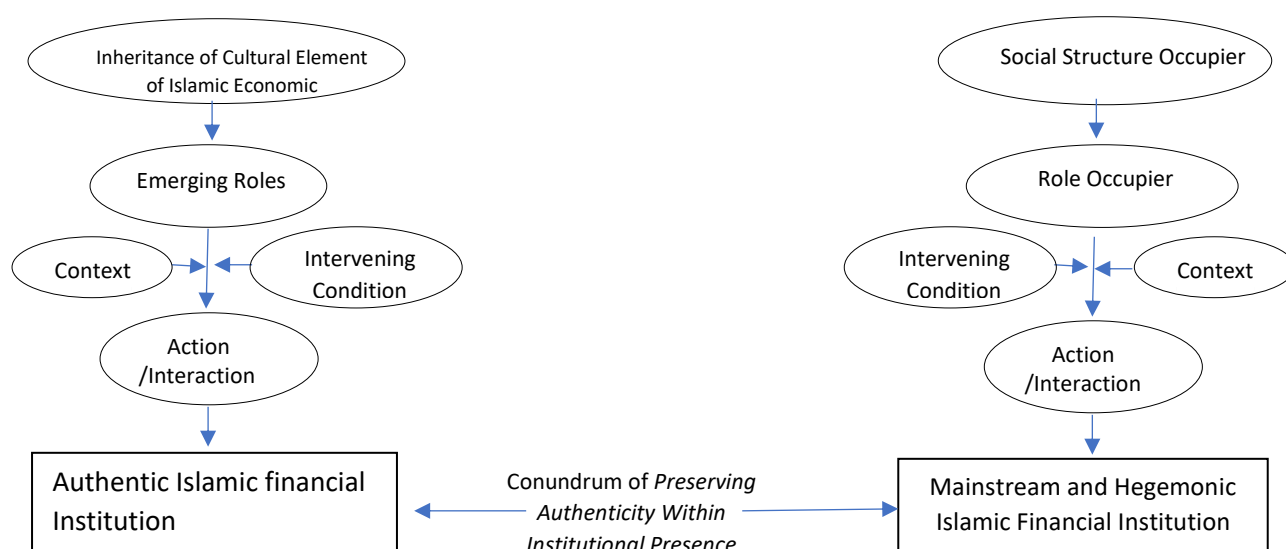 Inheritance of Cultural Element
of Islamic Economic
Emerging Roles
Context
Intervening
Condition
Action
/Interaction
Authentic Islamic financial
Institution
Conundrum of Preserving
Authenticity Within
Institutional Presence
Social Structure Occupier
Role Occupier
Intervening
Condition
Context
Action
/Interaction
Mainstream and Hegemonic
Islamic Financial Institution